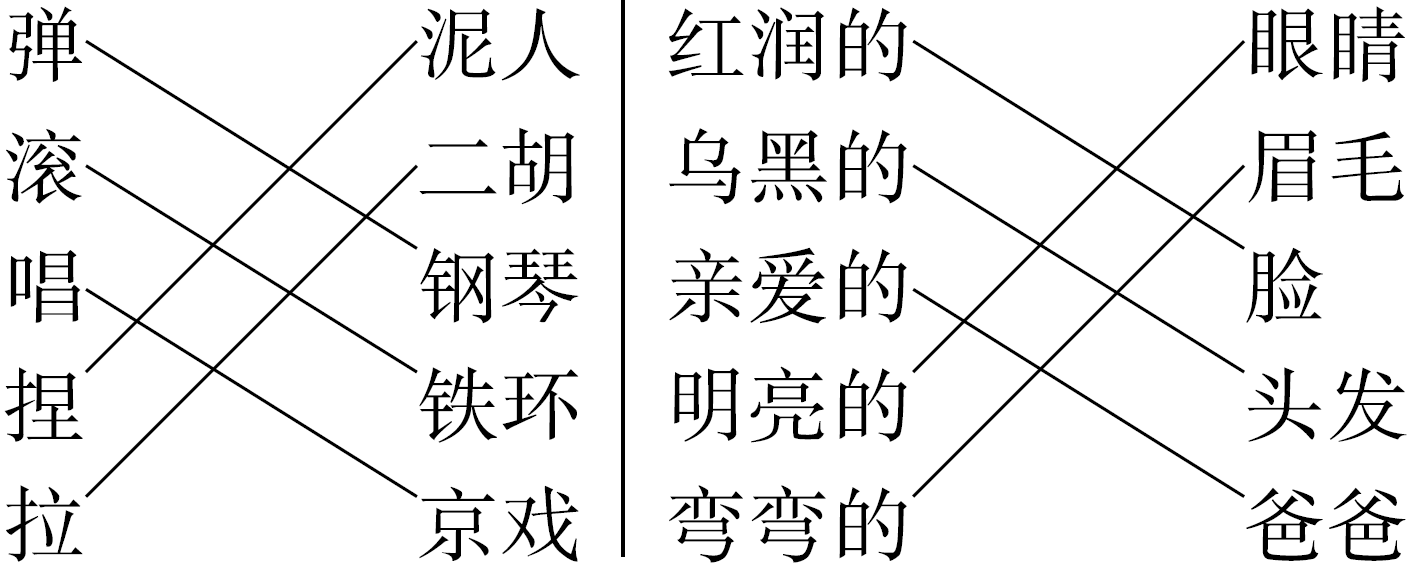 弹 泥人 红润的 眼睛
滚 二胡 乌黑的 眉毛
唱 钢琴 亲爱的 脸
捏 铁环 明亮的 头发
拉 京戏 弯弯的 爸爸